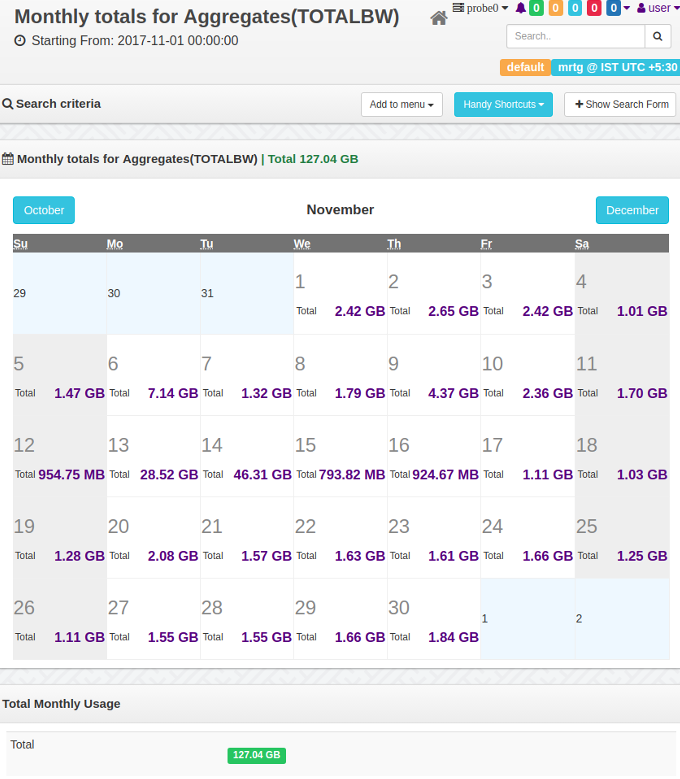 Monthly totals for Aggregates(TOTALBW)
probe0 0 0 0 0 0 user
Starting From: 2017-11-01 00:00:00
Search..
default mrtg @ IST UTC +5:30
Search criteria Add to menu Handy Shortcuts Show Search Form
Monthly totals for Aggregates(TOTALBW) | Total 127.04 GB
October November December
Su Mo Tu We Th Fr Sa
29 30 31 1 2 3 4
Total 2.42 GB Total 2.65 GB Total 2.42 GB Total 1.01 GB
5 6 7 8 9 10 11
Total 1.47 GB Total 7.14 GB Total 1.32 GB Total 1.79 GB Total 4.37 GB Total 2.36 GB Total 1.70 GB
12 13 14 15 16 17 18
Total 954.75 MB Total 28.52 GB Total 46.31 GB Total 793.82 MB Total 924.67 MB Total 1.11 GB Total 1.03 GB
19 20 21 22 23 24 25
Total 1.28 GB Total 2.08 GB Total 1.57 GB Total 1.63 GB Total 1.61 GB Total 1.66 GB Total 1.25 GB
26 27 28 29 30 1 2
Total 1.11 GB Total 1.55 GB Total 1.55 GB Total 1.66 GB Total 1.84 GB
Total Monthly Usage
Total
127.04 GB